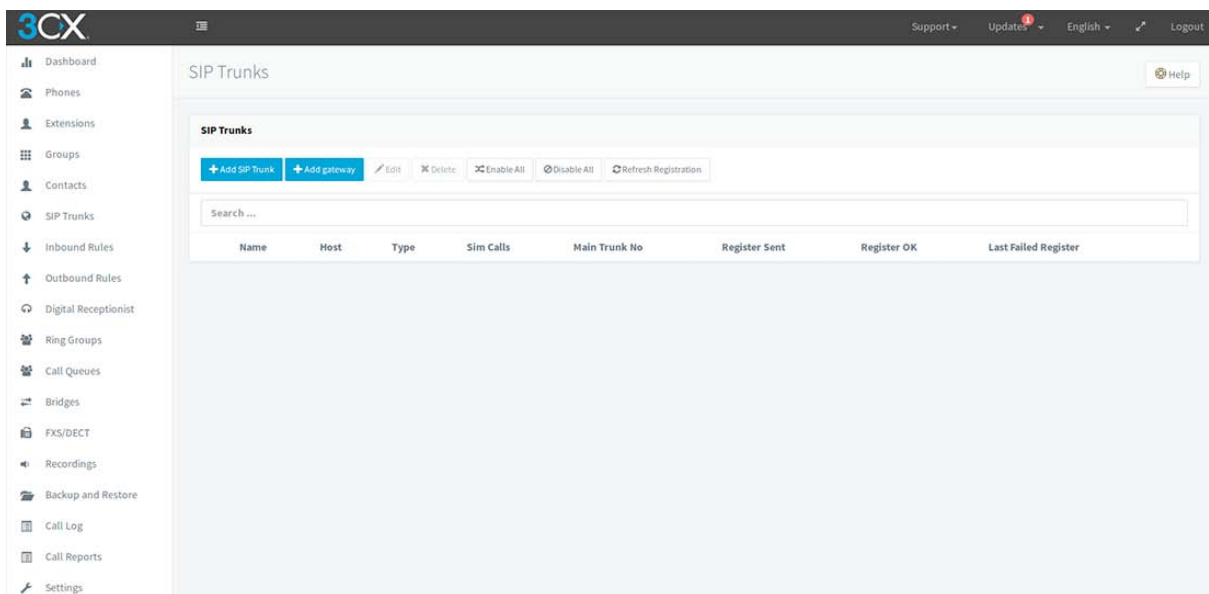 3CX
Support Updates 1 English Logout
Dashboard
Phones
Extensions
Groups
Contacts
SIP Trunks
Inbound Rules
Outbound Rules
Digital Receptionist
Ring Groups
Call Queues
Bridges
FXS/DECT
Recordings
Backup and Restore
Call Log
Call Reports
Settings
SIP Trunks
Help
SIP Trunks
Add SIP Trunk Add gateway Edit Delete Enable All Disable All Refresh Registration
Search ...
Name Host Type Sim Calls Main Trunk No Register Sent Register OK Last Failed Register